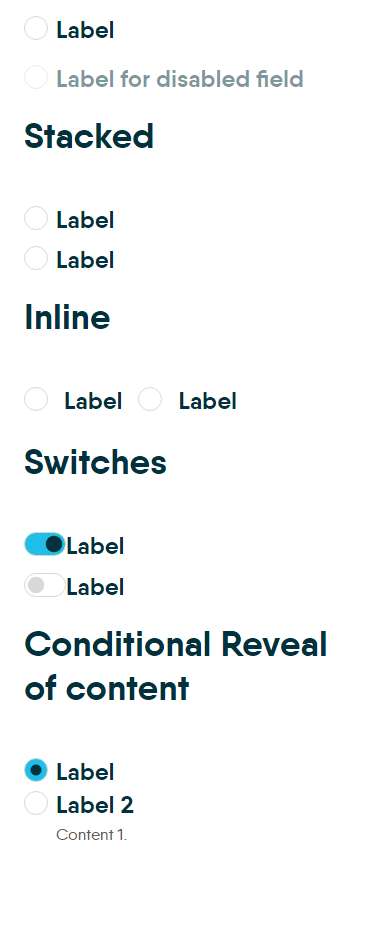 Label
Label for disabled field
Stacked
Label
Label
Inline
Label Label
Switches
Label
Label
Conditional Reveal
of content
Label
Label 2
Content 1.